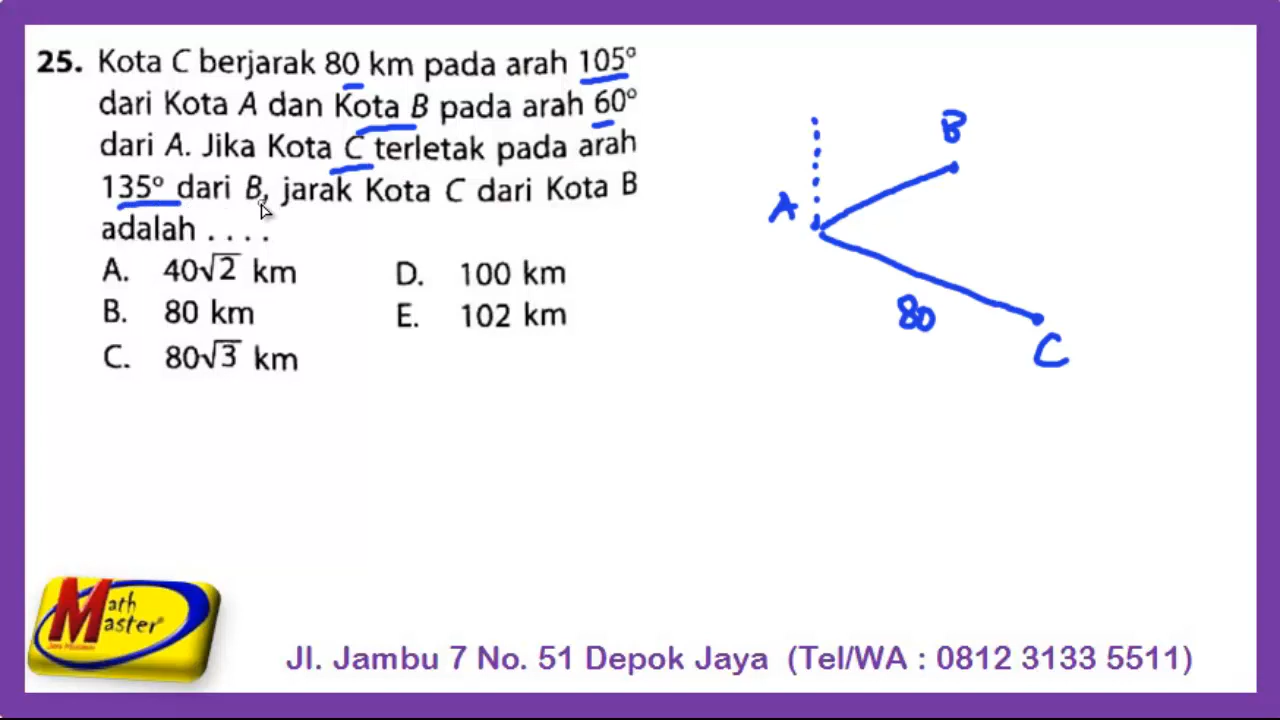 25. Kota C berjarak 80 km pada arah 105°
dari Kota A dan Kota B pada arah 60°
dari A. Jika Kota C terletak pada arah
135° dari B, jarak Kota C dari Kota B
adalah . . . .
A. 40√2 km D. 100 km
B. 80 km E. 102 km
C. 80√3 km
B
A
80
C
Math
Master®
Jl. Jambu 7 No. 51 Depok Jaya (Tel/WA : 0812 3133 5511)